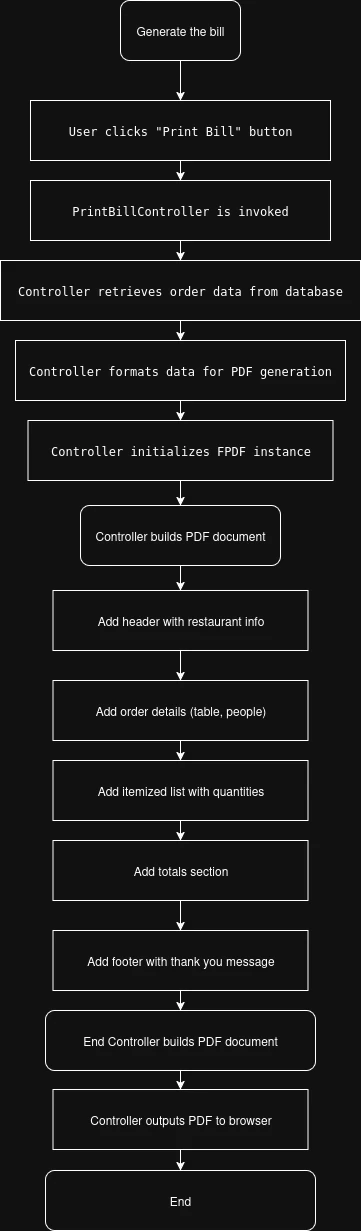 Generate the bill
User clicks "Print Bill" button
PrintBillController is invoked
Controller retrieves order data from database
Controller formats data for PDF generation
Controller initializes FPDF instance
Controller builds PDF document
Add header with restaurant info
Add order details (table, people)
Add itemized list with quantities
Add totals section
Add footer with thank you message
End Controller builds PDF document
Controller outputs PDF to browser
End